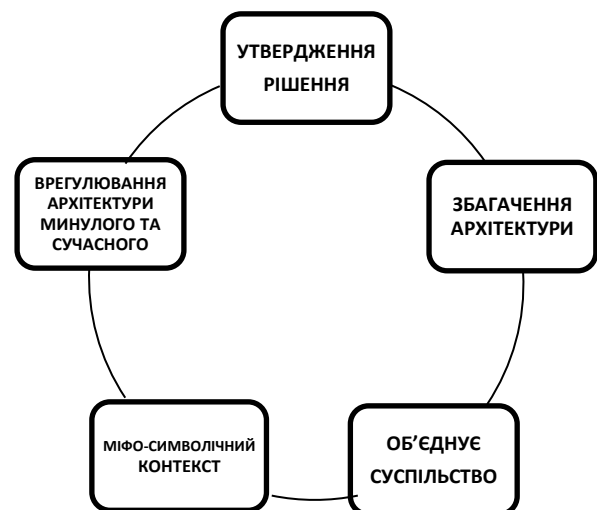 УТВЕРДЖЕННЯ
РІШЕННЯ
ЗБАГАЧЕННЯ
АРХІТЕКТУРИ
ОБ’ЄДНУЄ
СУСПІЛЬСТВО
МІФО-СИМВОЛІЧНИЙ
КОНТЕКСТ
ВРЕГУЛЮВАННЯ
АРХІТЕКТУРИ
МИНУЛОГО ТА
СУЧАСНОГО